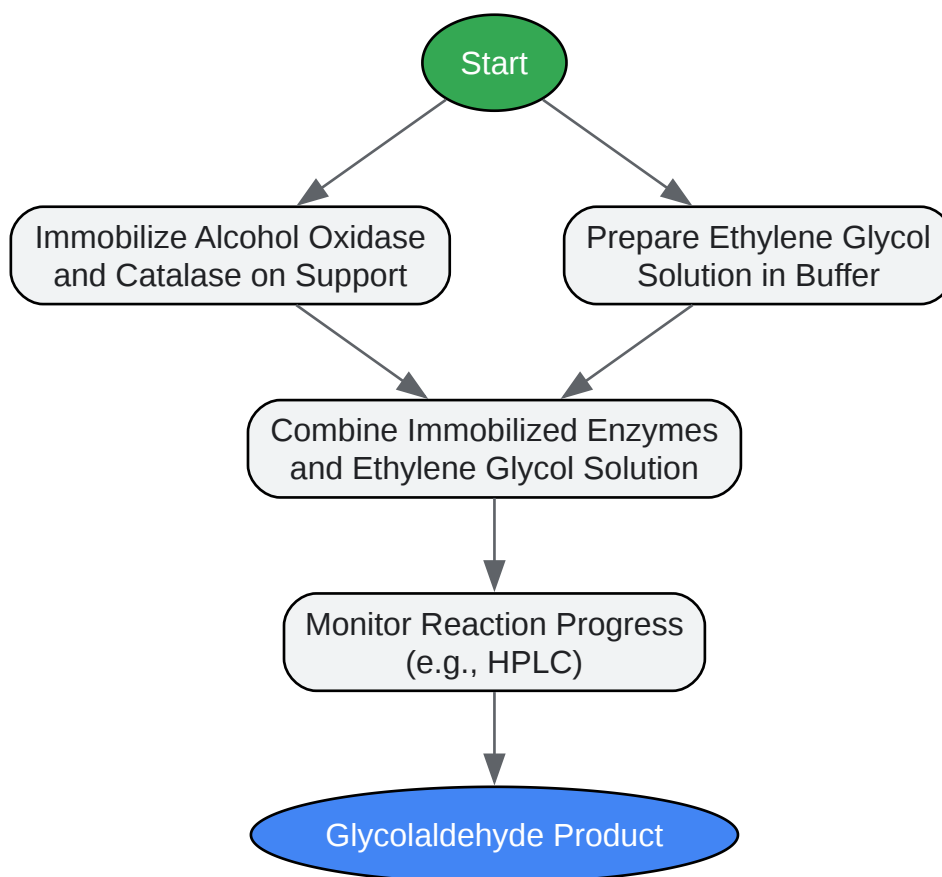 Start
Immobilize Alcohol Oxidase
and Catalase on Support
Prepare Ethylene Glycol
Solution in Buffer
Combine Immobilized Enzymes
and Ethylene Glycol Solution
Monitor Reaction Progress
(e.g., HPLC)
Glycolaldehyde Product